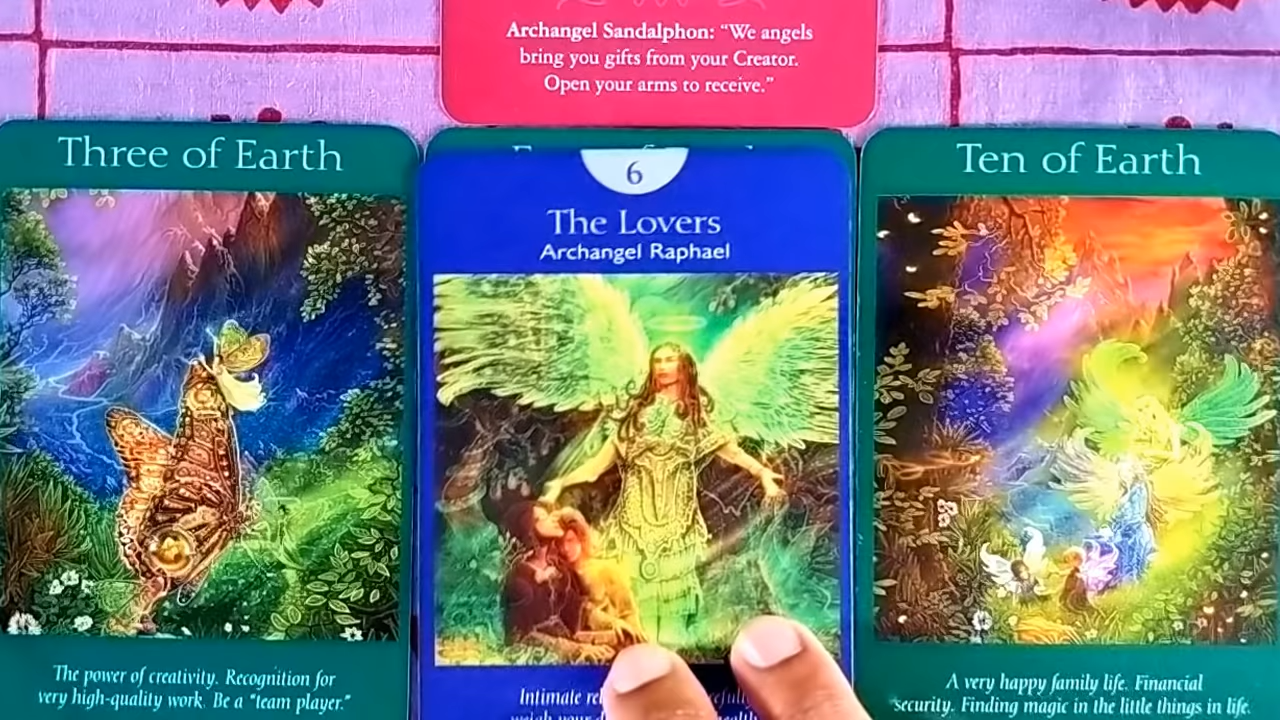 Archangel Sandalphon: "We angels
bring you gifts from your Creator.
Open your arms to receive."
Three of Earth
6
The Lovers
Archangel Raphael
Ten of Earth
The power of creativity. Recognition for
very high-quality work. Be a "team player."
Intimate
weigh your
A very happy family life. Financial
security. Finding magic in the little things in life.